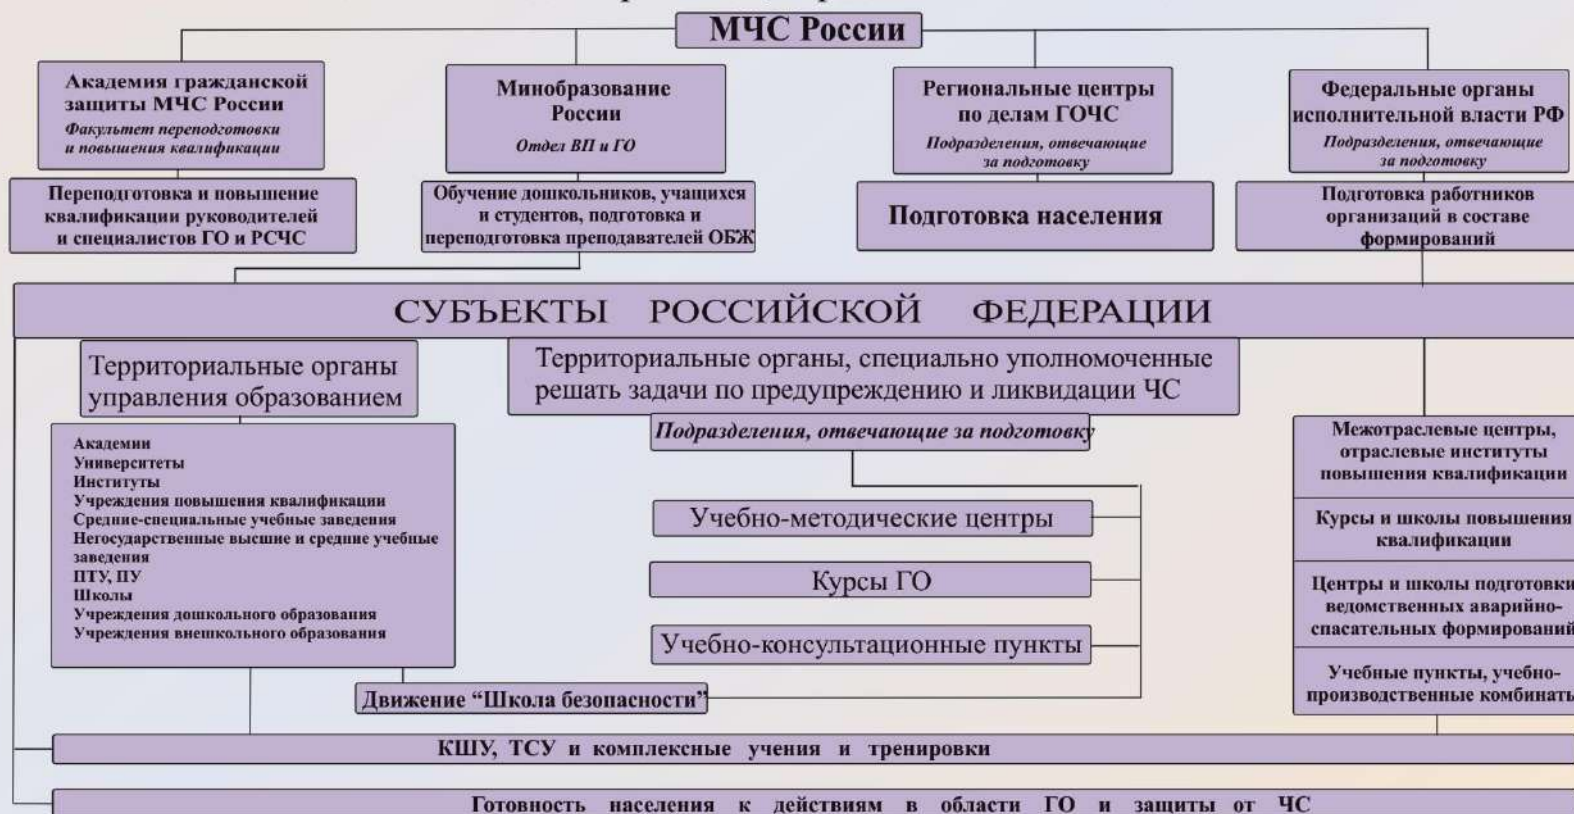 МЧС России
Академия гражданской
защиты МЧС России
Факультет переподготовки
и повышения квалификации
Минобразование
России
Отдел ВП и ГО
Региональные центры
по делам ГОЧС
Подразделения, отвечающие
за подготовку
Федеральные органы
исполнительной власти РФ
Подразделения, отвечающие
за подготовку
Переподготовка и повышение
квалификации руководителей
и специалистов ГО и РСЧС
Обучение дошкольников, учащихся
и студентов, подготовка и
переподготовка преподавателей ОБЖ
Подготовка населения
Подготовка работников
организаций в составе
формирований
СУБЪЕКТЫ РОССИЙСКОЙ ФЕДЕРАЦИИ
Территориальные органы
управления образованием
Академии
Университеты
Институты
Учреждения повышения квалификации
Средние-специальные учебные заведения
Негосударственные высшие и средние учебные
заведения
ПТУ, ПУ
Школы
Учреждения дошкольного образования
Учреждения внешкольного образования
Территориальные органы, специально уполномоченные
решать задачи по предупреждению и ликвидации ЧС
Подразделения, отвечающие за подготовку
Учебно-методические центры
Курсы ГО
Учебно-консультационные пункты
Движение “Школа безопасности”
Межотраслевые центры,
отраслевые институты
повышения квалификации
Курсы и школы повышения
квалификации
Центры и школы подготовки
ведомственных аварийно-
спасательных формирований
Учебные пункты, учебно-
производственные комбинаты
КШУ, ТСУ и комплексные учения и тренировки
Готовность населения к действиям в области ГО и защиты от ЧС